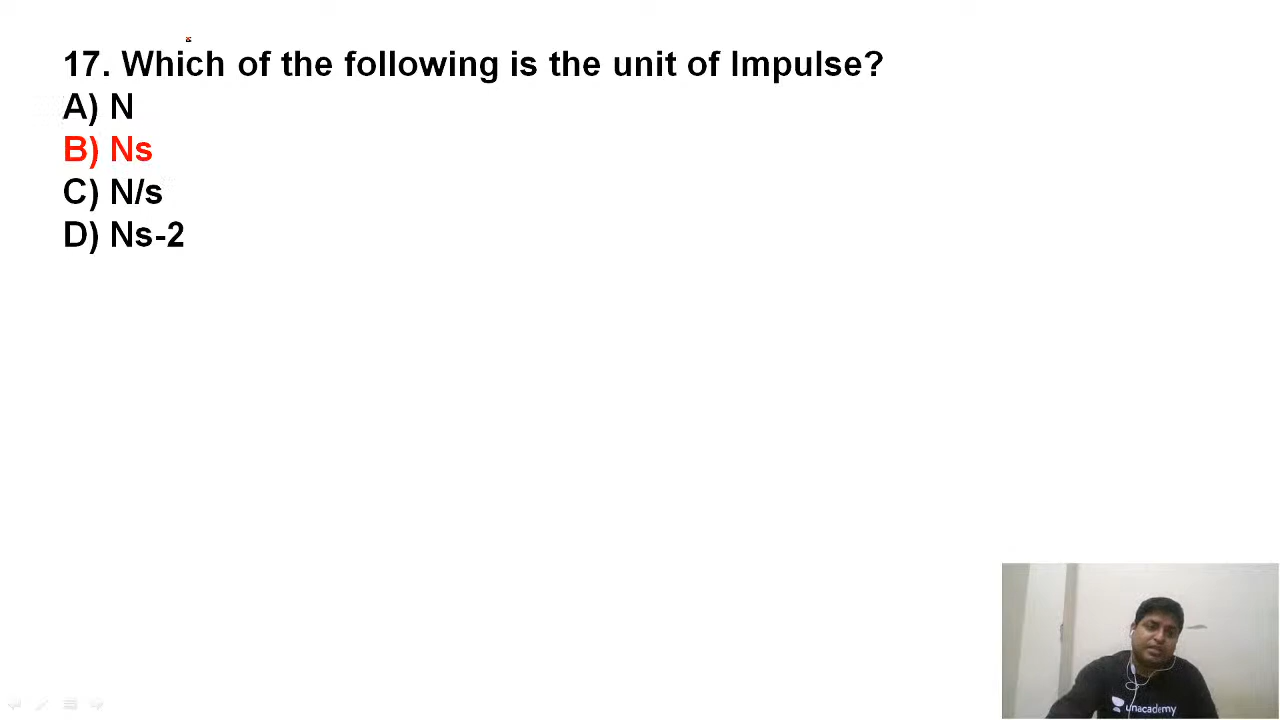 17. Which of the following is the unit of Impulse?
A) N
B) Ns
C) N/s
D) Ns-2
unacademy